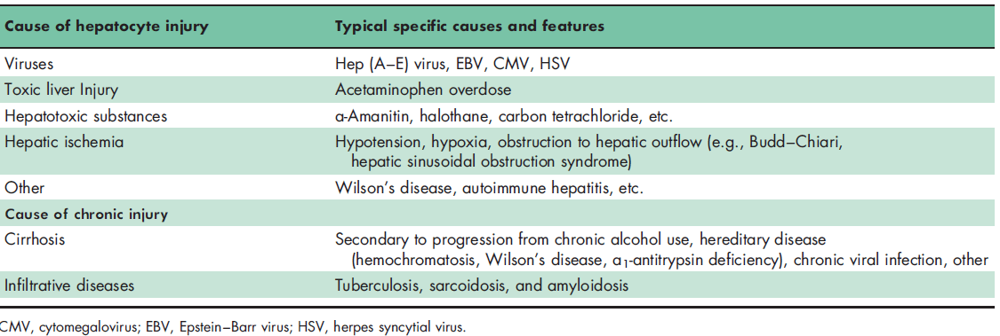 Cause of hepatocyte injury Typical specific causes and features
Viruses Hep (A–E) virus, EBV, CMV, HSV
Toxic liver Injury Acetaminophen overdose
Hepatotoxic substances α-Amanitin, halothane, carbon tetrachloride, etc.
Hepatic ischemia Hypotension, hypoxia, obstruction to hepatic outflow (e.g., Budd–Chiari,
hepatic sinusoidal obstruction syndrome)
Other Wilson’s disease, autoimmune hepatitis, etc.
Cause of chronic injury
Cirrhosis Secondary to progression from chronic alcohol use, hereditary disease
(hemochromatosis, Wilson’s disease, α1-antitrypsin deficiency), chronic viral infection, other
Infiltrative diseases Tuberculosis, sarcoidosis, and amyloidosis
CMV, cytomegalovirus; EBV, Epstein–Barr virus; HSV, herpes syncytial virus.